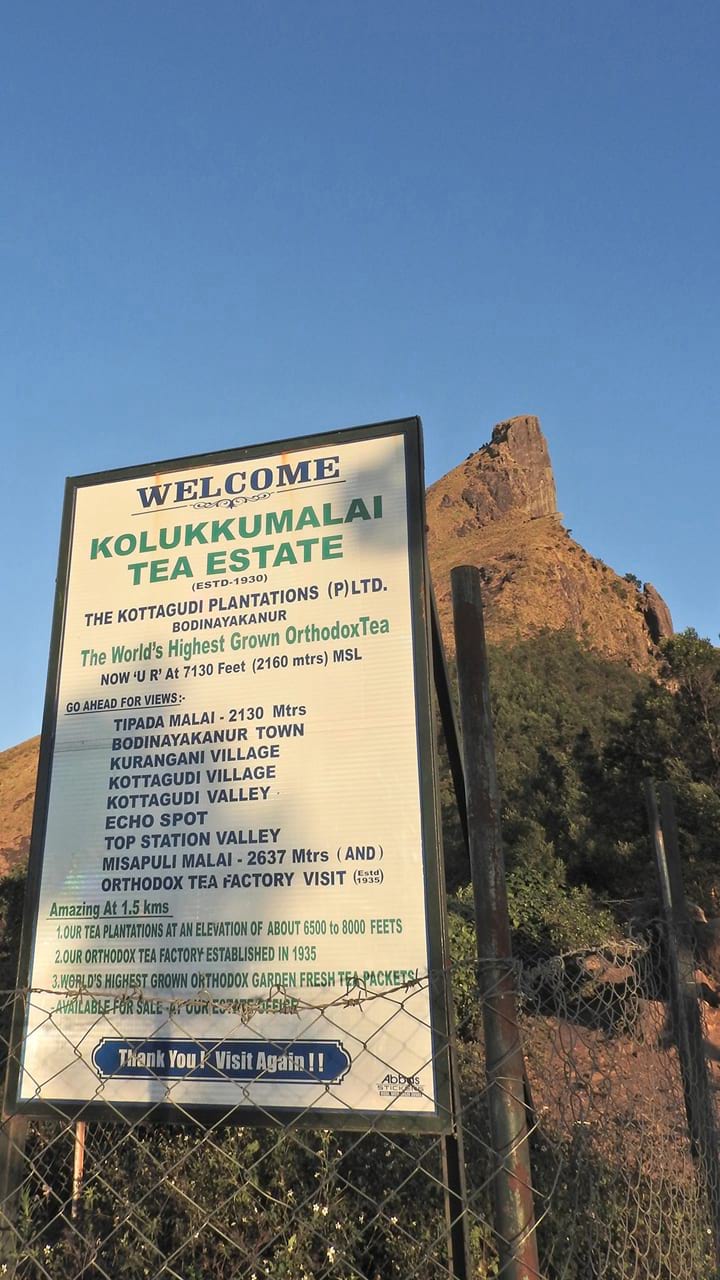 WELCOME
KOLUKKUMALAI
TEA ESTATE
(ESTD-1930)
THE KOTTAGUDI PLANTATIONS (P)LTD.
BODINAYAKANUR
The World's Highest Grown OrthodoxTea
NOW 'U R' At 7130 Feet (2160 mtrs) MSL
GO AHEAD FOR VIEWS:-
TIPADA MALAI - 2130 Mtrs
BODINAYAKANUR TOWN
KURANGANI VILLAGE
KOTTAGUDI VILLAGE
KOTTAGUDI VALLEY
ECHO SPOT
TOP STATION VALLEY
MISAPULI MALAI - 2637 Mtrs (AND)
ORTHODOX TEA FACTORY VISIT (Estd 1935)
Amazing At 1.5 kms
1.OUR TEA PLANTATIONS AT AN ELEVATION OF ABOUT 6500 to 8000 FEETS
2.OUR ORTHODOX TEA FACTORY ESTABLISHED IN 1935
3.WORLD'S HIGHEST GROWN ORTHODOX GARDEN FRESH TEA PACKETS
AVAILABLE FOR SALE AT OUR ESTATE OFFICE
Thank You ! Visit Again ! !
Abbas
STICKERS